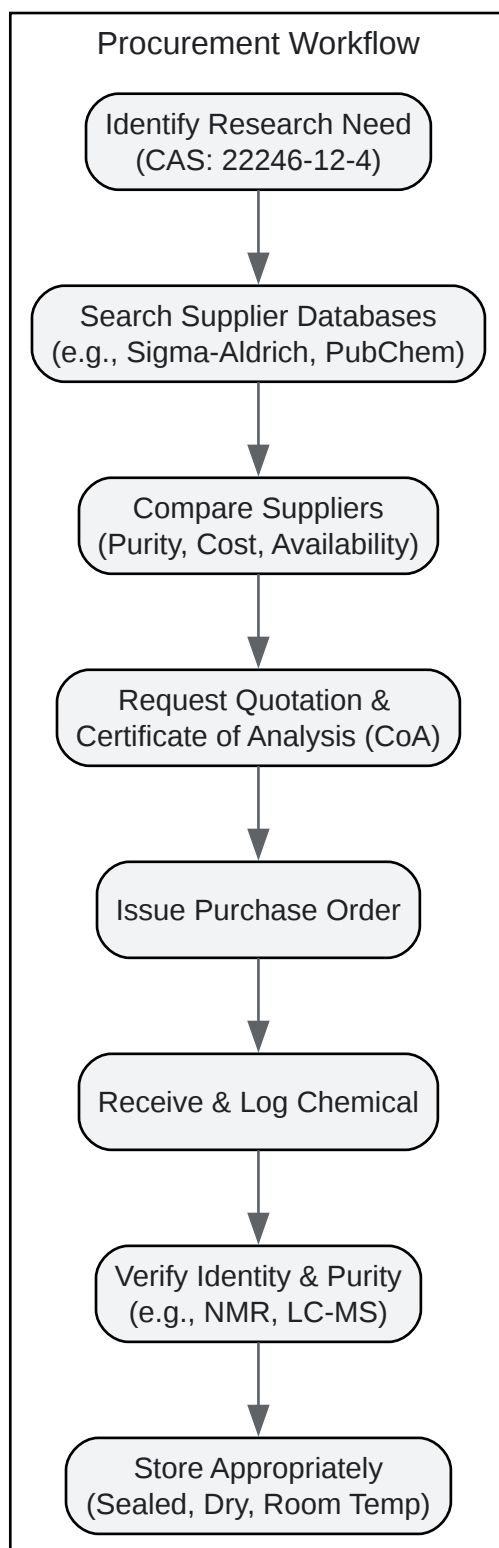 Procurement Workflow
Identify Research Need
(CAS: 22246-12-4)
Search Supplier Databases
(e.g., Sigma-Aldrich, PubChem)
Compare Suppliers
(Purity, Cost, Availability)
Request Quotation &
Certificate of Analysis (CoA)
Issue Purchase Order
Receive & Log Chemical
Verify Identity & Purity
(e.g., NMR, LC-MS)
Store Appropriately
(Sealed, Dry, Room Temp)